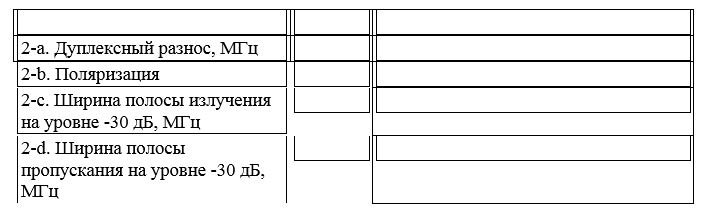 2-a. Дуплексный разнос, МГц
2-b. Поляризация
2-c. Ширина полосы излучения
на уровне -30 дБ, МГц
2-d. Ширина полосы
пропускания на уровне -30 дБ,
МГц